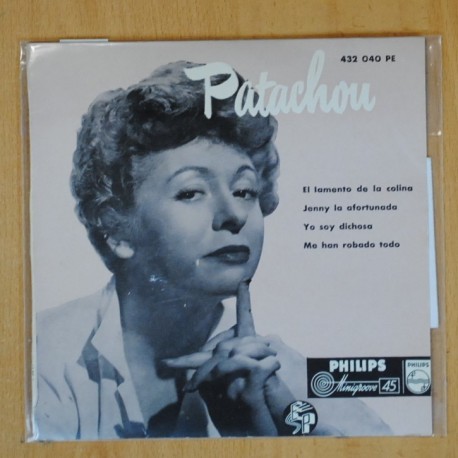 432 040 PE
Patachou
El lamento de la colina
Jenny la afortunada
Yo soy dichosa
Me han robado todo
PHILIPS
Minigroove 45
PHILIPS